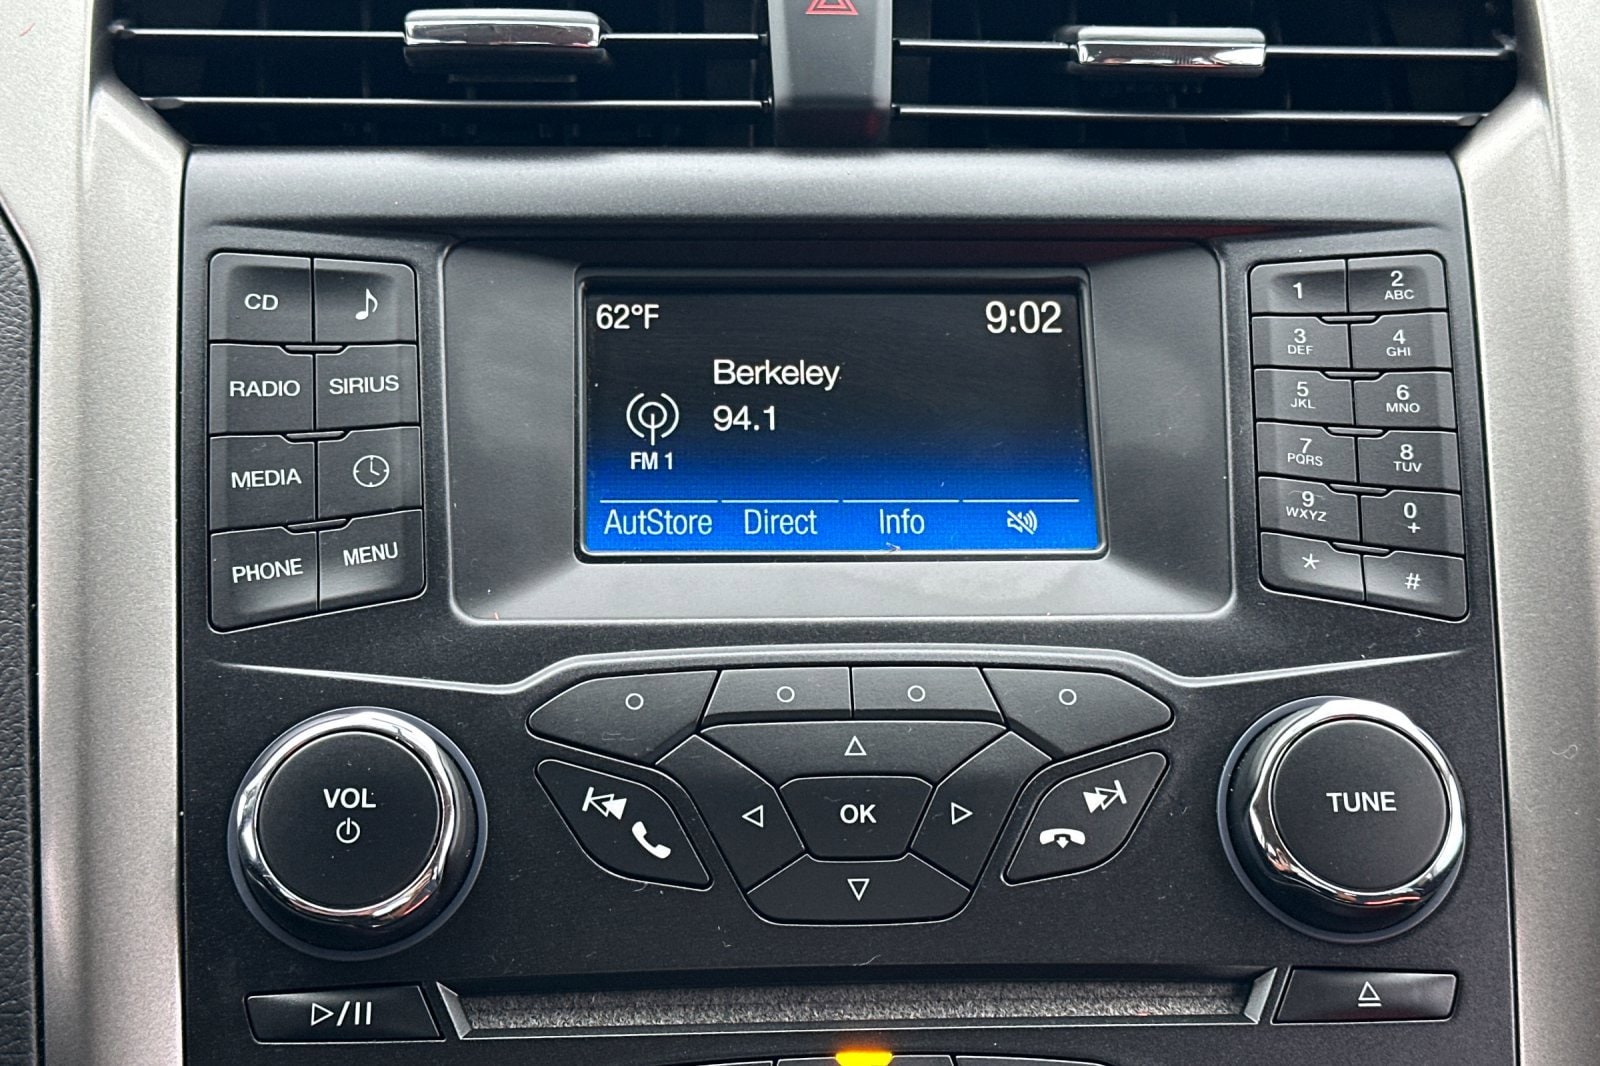 62°F
9:02
Berkeley
94.1
FM 1
AutStore Direct Info
CD
RADIO SIRIUS
MEDIA
PHONE MENU
1 2 ABC
3 DEF 4 GHI
5 JKL 6 MNO
7 PQRS 8 TUV
9 WXYZ 0 +
* #
VOL
OK
TUNE